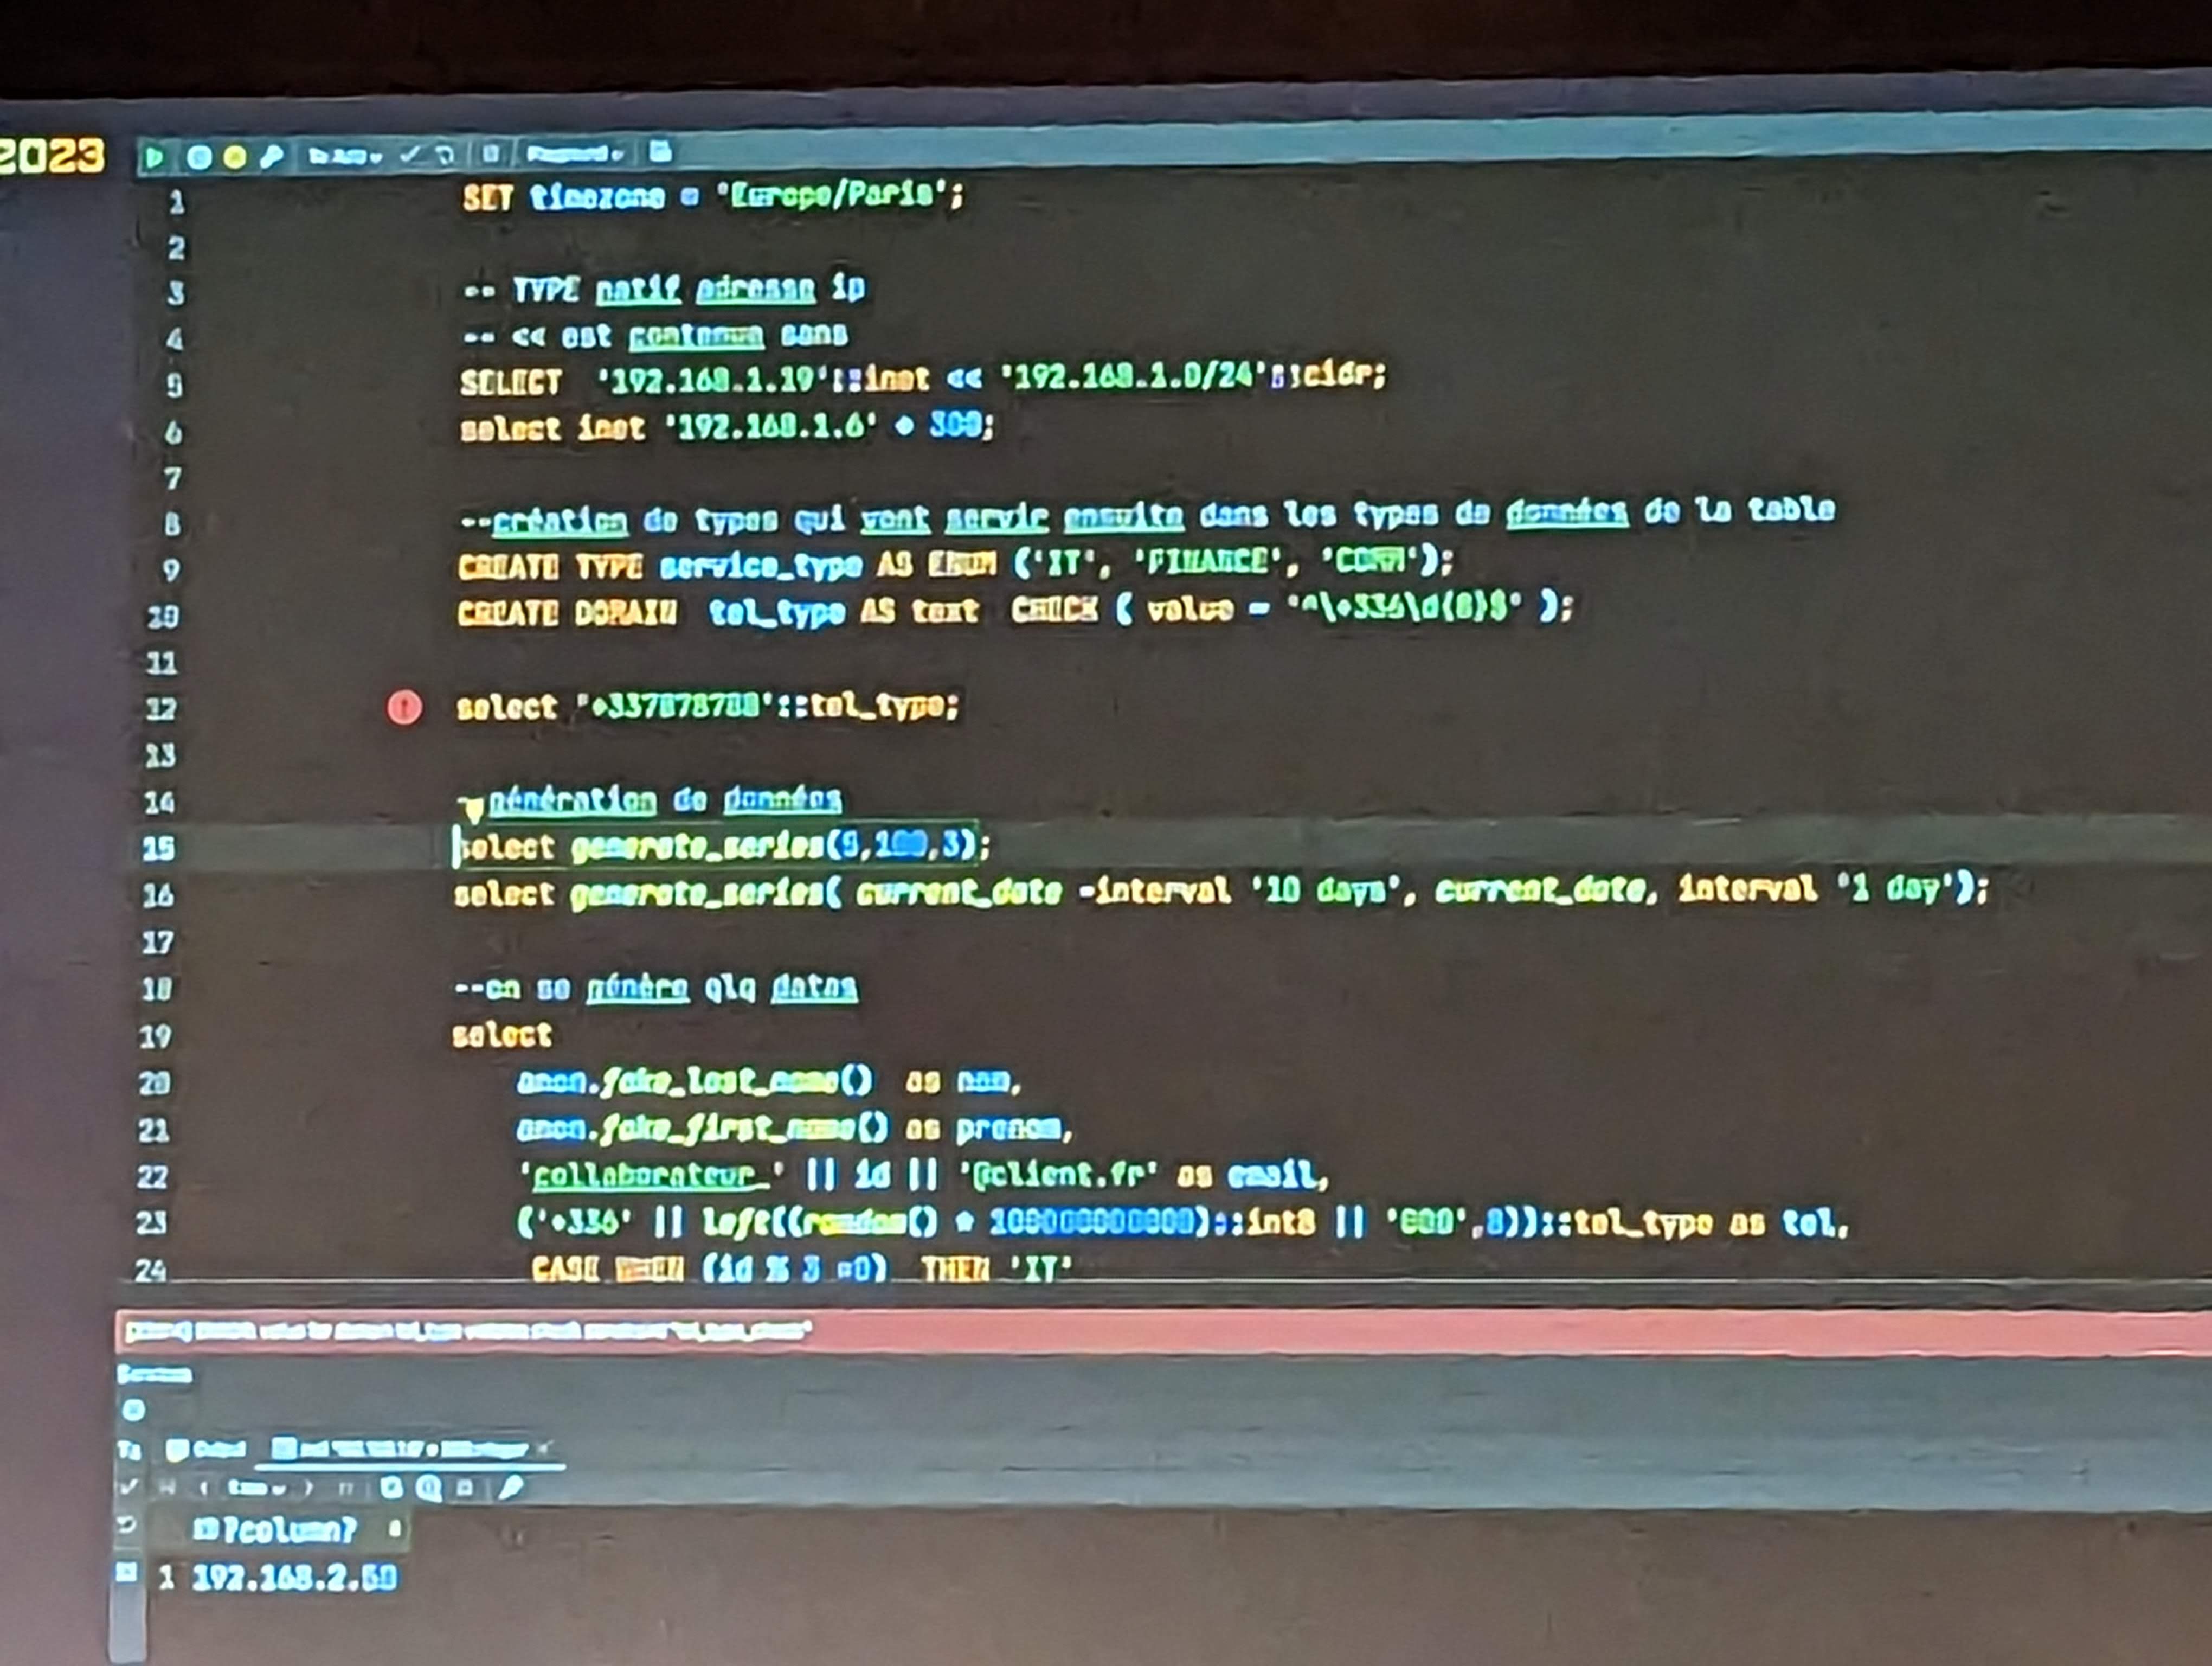 2023
1 SET timezone = 'Europe/Paris';
2
3 -- TYPE natif adresse ip
4 -- << est contenue sans
5 SELECT '192.168.1.19'::inet << '192.168.1.0/24'::cidr;
6 select inet '192.168.1.6' + 300;
7
8 --création de types qui vont servir ensuite dans les types de données de la table
9 CREATE TYPE service_type AS ENUM ('IT', 'FINANCE', 'COMM');
10 CREATE DOMAIN tel_type AS text CHECK ( value ~ '^\+336\d{8}$' );
11
12 select '+337878788'::tel_type;
13
14 génération de données
15 select generate_series(5,100,3);
16 select generate_series( current_date -interval '10 days', current_date, interval '1 day');
17
18 --on se génère qlq datas
19 select
20 anon.fake_last_name() as nom,
21 anon.fake_first_name() as prenom,
22 'collaborateur_' || id || '@client.fr' as email,
23 ('+336' || left((random() * 100000000000)::int8 || '000',8))::tel_type as tel,
24 CASE WHEN (id % 3 =0) THEN 'IT'
Services
Output
?column?
1 192.168.2.50